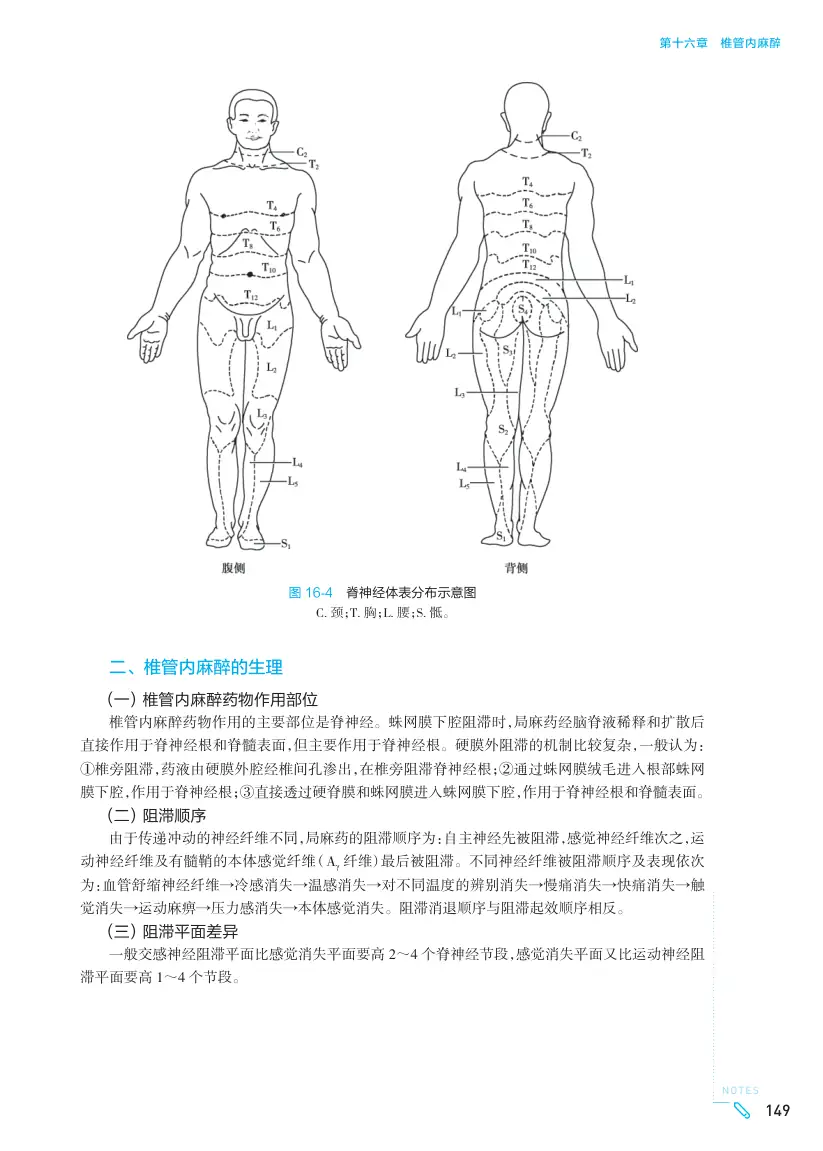 第十六章 椎管内麻醉
C₂
T₂
T₄
T₆
T₈
T₁₀
T₁₂
L₁
L₂
L₃
L₄
L₅
S₁
腹侧
C₂
T₂
T₄
T₆
T₈
T₁₀
T₁₂
L₁
L₂
L₁
S₄
L₂
S₃
L₃
S₂
L₄
L₅
S₁
背侧
图 16-4 脊神经体表分布示意图
C. 颈;T. 胸;L. 腰;S. 骶。
二、椎管内麻醉的生理
(一) 椎管内麻醉药物作用部位
椎管内麻醉药物作用的主要部位是脊神经。蛛网膜下腔阻滞时,局麻药经脑脊液稀释和扩散后
直接作用于脊神经根和脊髓表面,但主要作用于脊神经根。硬膜外阻滞的机制比较复杂,一般认为:
①椎旁阻滞,药液由硬膜外腔经椎间孔渗出,在椎旁阻滞脊神经根;②通过蛛网膜绒毛进入根部蛛网
膜下腔,作用于脊神经根;③直接透过硬脊膜和蛛网膜进入蛛网膜下腔,作用于脊神经根和脊髓表面。
(二) 阻滞顺序
由于传递冲动的神经纤维不同,局麻药的阻滞顺序为:自主神经先被阻滞,感觉神经纤维次之,运
动神经纤维及有髓鞘的本体感觉纤维(Aᵧ 纤维)最后被阻滞。不同神经纤维被阻滞顺序及表现依次
为:血管舒缩神经纤维→冷感消失→温感消失→对不同温度的辨别消失→慢痛消失→快痛消失→触
觉消失→运动麻痹→压力感消失→本体感觉消失。阻滞消退顺序与阻滞起效顺序相反。
(三) 阻滞平面差异
一般交感神经阻滞平面比感觉消失平面要高 2～4 个脊神经节段,感觉消失平面又比运动神经阻
滞平面要高 1～4 个节段。
NOTES
149